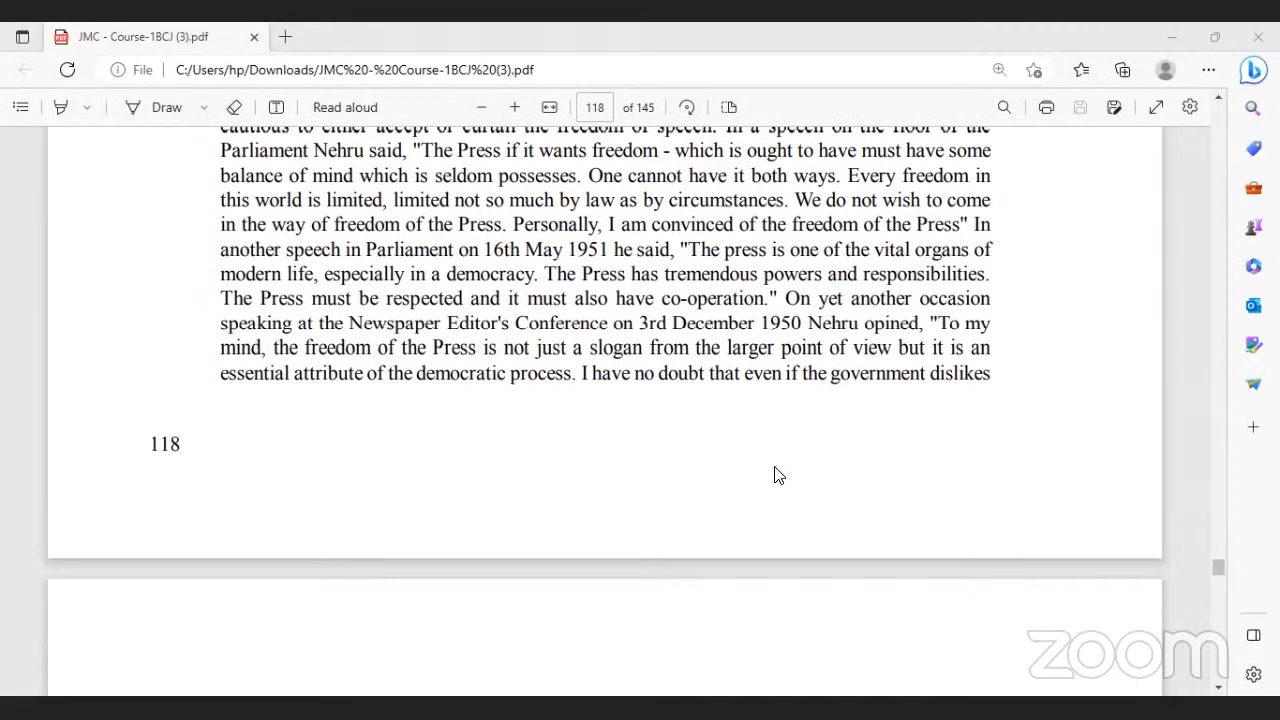 JMC - Course-1BCJ (3).pdf
File
C:/Users/hp/Downloads/JMC%20-%20Course-1BCJ%20(3).pdf
Draw
Read aloud
118
of 145
cautious to either accept or curtail the freedom of speech. In a speech on the floor of the
Parliament Nehru said, "The Press if it wants freedom - which is ought to have must have some
balance of mind which is seldom possesses. One cannot have it both ways. Every freedom in
this world is limited, limited not so much by law as by circumstances. We do not wish to come
in the way of freedom of the Press. Personally, I am convinced of the freedom of the Press" In
another speech in Parliament on 16th May 1951 he said, "The press is one of the vital organs of
modern life, especially in a democracy. The Press has tremendous powers and responsibilities.
The Press must be respected and it must also have co-operation." On yet another occasion
speaking at the Newspaper Editor's Conference on 3rd December 1950 Nehru opined, "To my
mind, the freedom of the Press is not just a slogan from the larger point of view but it is an
essential attribute of the democratic process. I have no doubt that even if the government dislikes
118
zoom